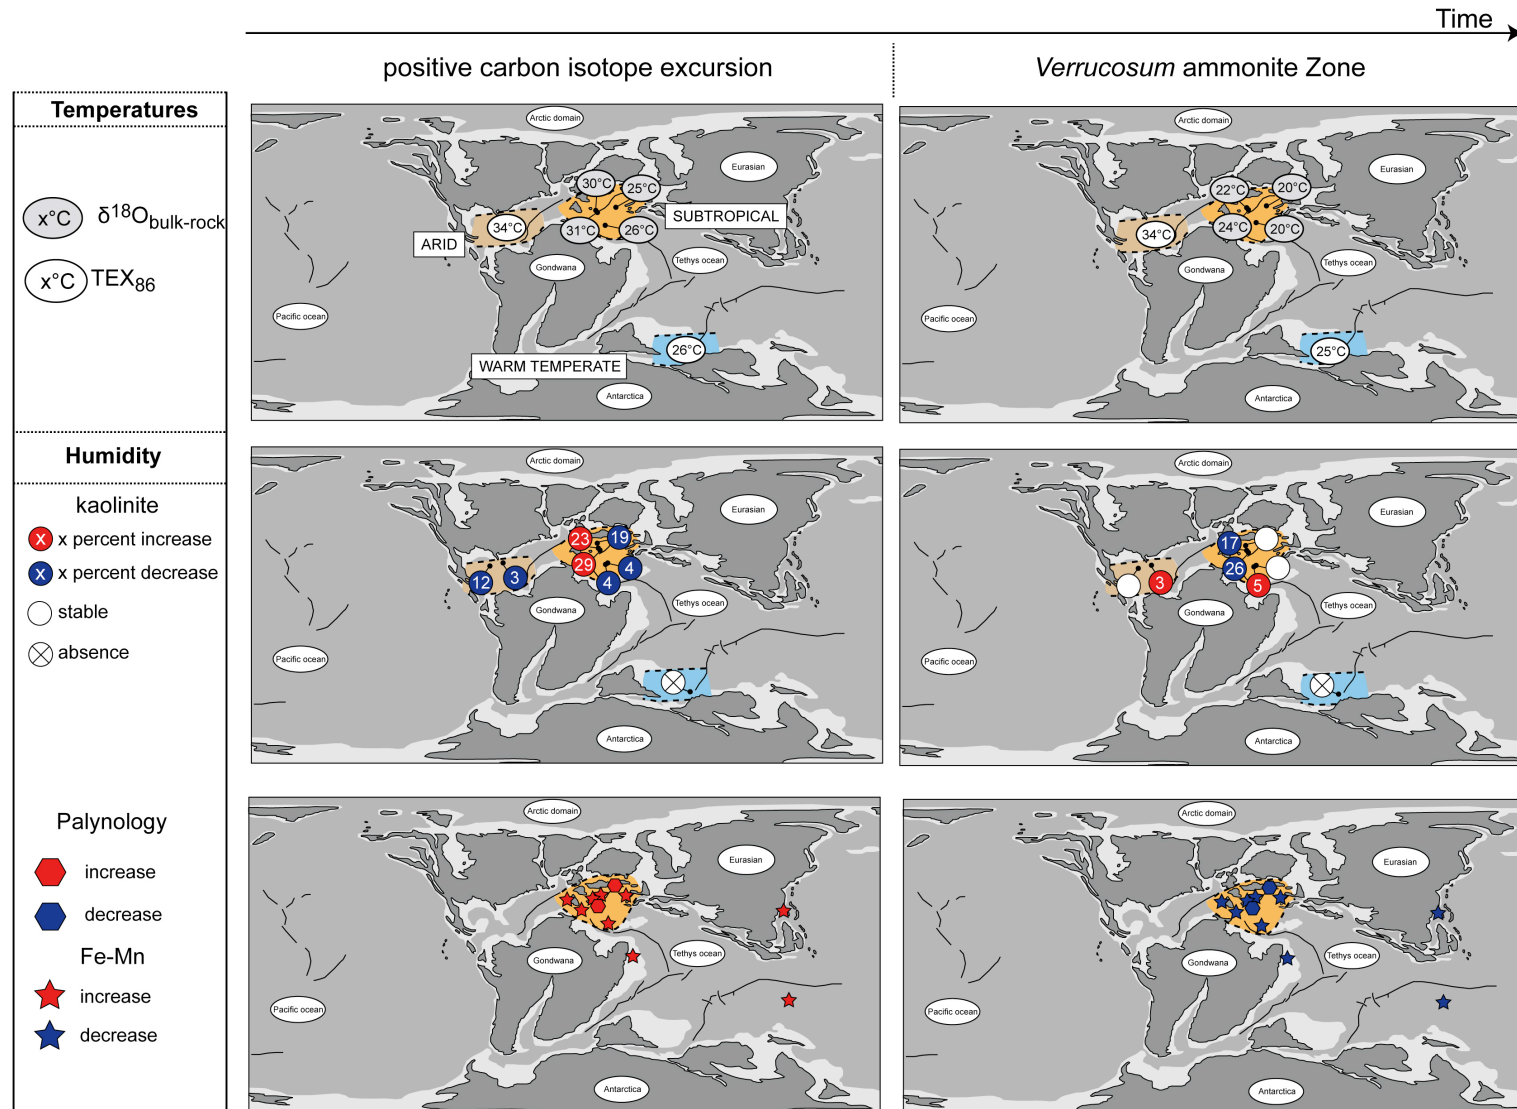 Time
positive carbon isotope excursion
Verrucosum ammonite Zone
Temperatures
x°C δ18Obulk-rock
x°C TEX86
Arctic domain
Eurasian
30°C
25°C
SUBTROPICAL
34°C
ARID
31°C
26°C
Gondwana
Tethys ocean
Pacific ocean
26°C
WARM TEMPERATE
Antarctica
Arctic domain
Eurasian
22°C
20°C
34°C
24°C
20°C
Gondwana
Tethys ocean
Pacific ocean
25°C
Antarctica
Humidity
kaolinite
x x percent increase
x x percent decrease
stable
absence
Arctic domain
Eurasian
23
19
29
4
12
3
4
Gondwana
Tethys ocean
Pacific ocean
Antarctica
Arctic domain
Eurasian
17
26
3
5
Gondwana
Tethys ocean
Pacific ocean
Antarctica
Palynology
increase
decrease
Fe-Mn
increase
decrease
Arctic domain
Eurasian
Gondwana
Tethys ocean
Pacific ocean
Antarctica
Arctic domain
Eurasian
Gondwana
Tethys ocean
Pacific ocean
Antarctica